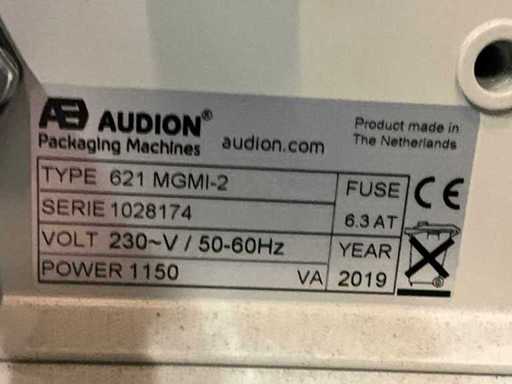 AE AUDION®
Packaging Machines
audion.com
Product made in
The Netherlands
TYPE 621 MGMI-2
SERIE 1028174
VOLT 230~V / 50-60Hz
POWER 1150 VA
FUSE
6.3 AT
YEAR
2019
CE